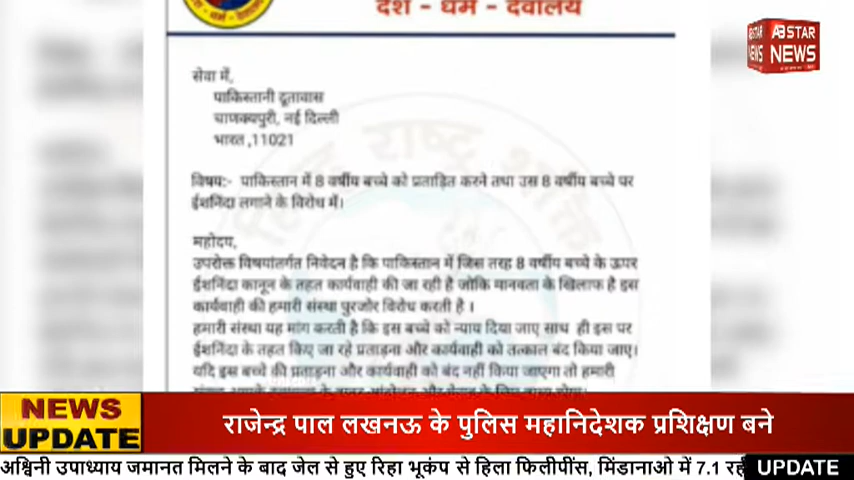 देश - धर्म - देवालय
AB STAR
NEWS
सेवा में,
पाकिस्तानी दूतावास
चाणक्यपुरी, नई दिल्ली
भारत ,11021
विषय:- पाकिस्तान में 8 वर्षीय बच्चे को प्रताड़ित करने तथा उस 8 वर्षीय बच्चे पर
ईशनिंदा लगाने के विरोध में।
महोदय,
उपरोक्त विषयांतर्गत निवेदन है कि पाकिस्तान में जिस तरह 8 वर्षीय बच्चे के ऊपर
ईशनिंदा कानून के तहत कार्यवाही की जा रही है जोकि मानवता के खिलाफ है इस
कार्यवाही की हमारी संस्था पुरजोर विरोध करती है ।
हमारी संस्था यह मांग करती है कि इस बच्चे को न्याय दिया जाए साथ ही इस पर
ईशनिंदा के तहत किए जा रहे प्रताड़ना और कार्यवाही को तत्काल बंद किया जाए।
यदि इस बच्चे की प्रताड़ना और कार्यवाही को बंद नहीं किया जाएगा तो हमारी
NEWS
UPDATE
राजेन्द्र पाल लखनऊ के पुलिस महानिदेशक प्रशिक्षण बने
अश्विनी उपाध्याय जमानत मिलने के बाद जेल से हुए रिहा भूकंप से हिला फिलीपींस, मिंडानाओ में 7.1 रही
UPDATE